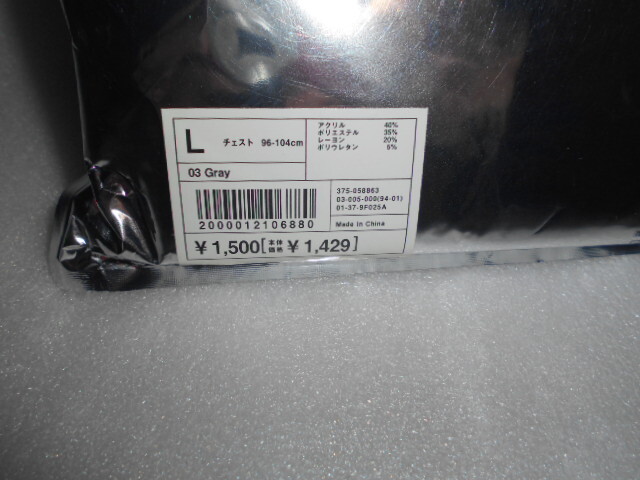 L チェスト 96-104cm
03 Gray
アクリル 40%
ポリエステル 35%
レーヨン 20%
ポリウレタン 5%
2000012106880
375-058863
03-005-000(94-01)
01-37-9F025A
Made in China
¥1,500[本体価格 ¥1,429]